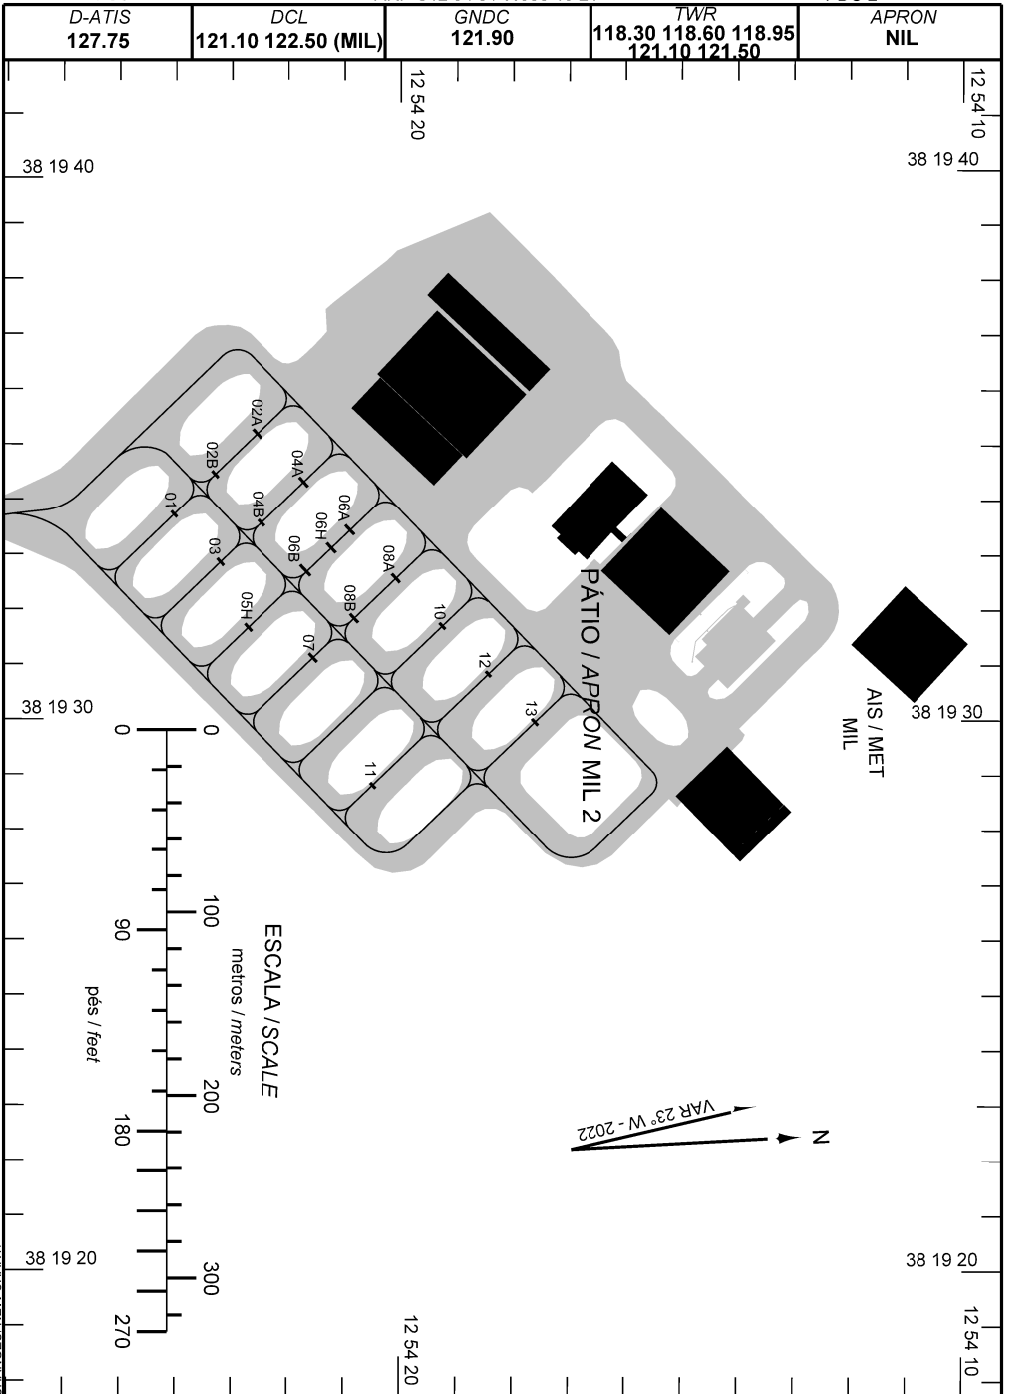 D-ATIS
127.75
DCL
121.10 122.50 (MIL)
GNDC
121.90
TWR
118.30 118.60 118.95
121.10 121.50
APRON
NIL
12 54 20
12 54 10
38 19 40
38 19 40
02A
02B
04A
04B
06A
06H
06B
08A
08B
01
03
05H
07
10
12
13
11
PÁTIO / APRON MIL 2
AIS / MET
MIL
38 19 30
38 19 30
0
0
100
90
200
180
300
270
ESCALA / SCALE
metros / meters
pés / feet
VAR 23° W - 2022
N
38 19 20
38 19 20
12 54 20
12 54 10